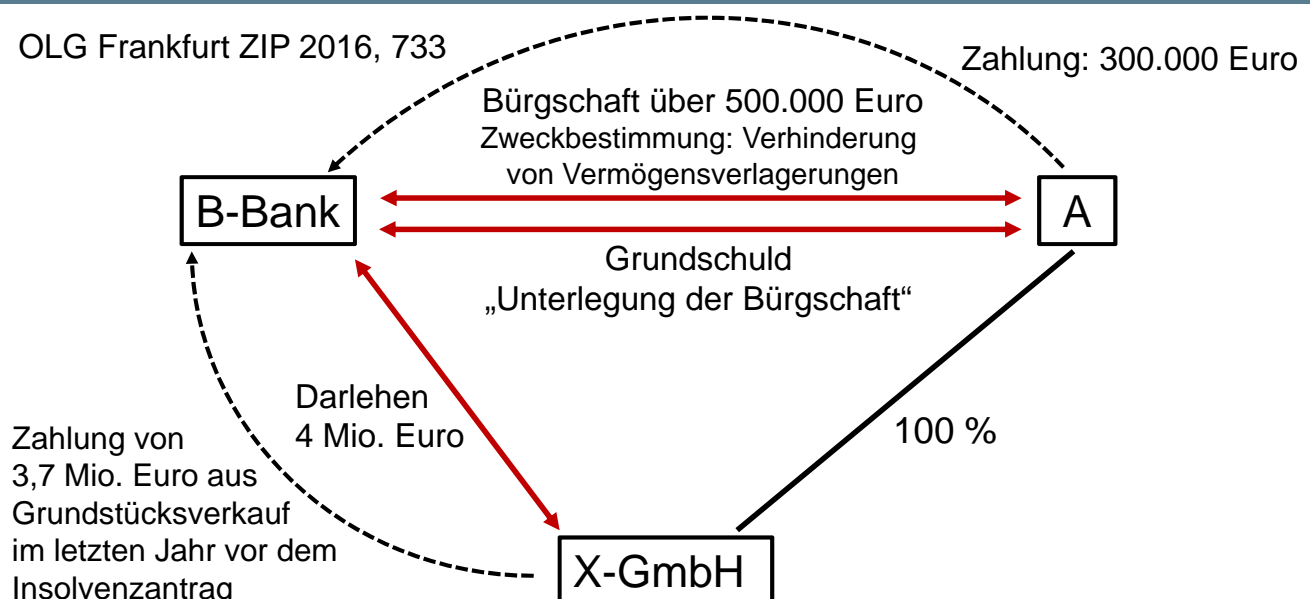 OLG Frankfurt ZIP 2016, 733
Zahlung: 300.000 Euro
Bürgschaft über 500.000 Euro
Zweckbestimmung: Verhinderung
von Vermögensverlagerungen
B-Bank
A
Grundschuld
„Unterlegung der Bürgschaft“
Darlehen
4 Mio. Euro
100 %
Zahlung von
3,7 Mio. Euro aus
Grundstücksverkauf
im letzten Jahr vor dem
Insolvenzantrag
X-GmbH